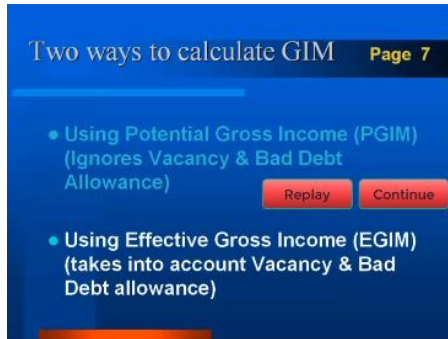 Two ways to calculate GIM Page 7
Using Potential Gross Income (PGIM)
(Ignores Vacancy & Bad Debt
Allowance)
Replay Continue
Using Effective Gross Income (EGIM)
(takes into account Vacancy & Bad
Debt allowance)